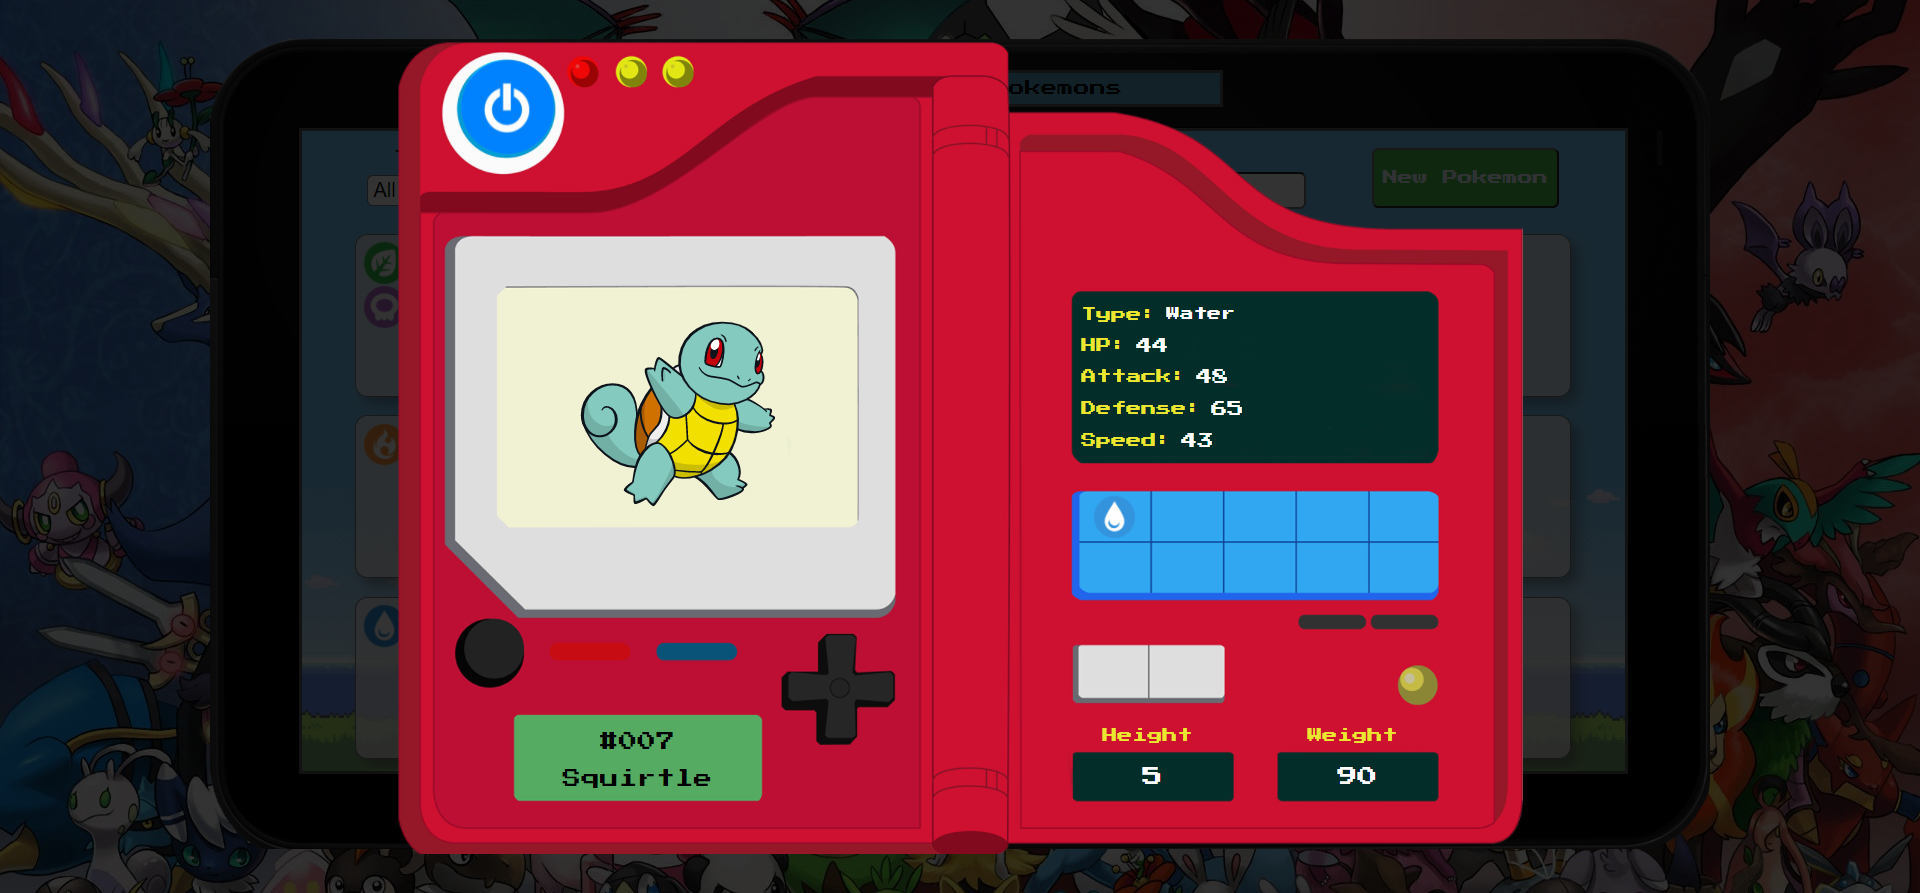 okemons
All
New Pokemon
Type: Water
HP: 44
Attack: 48
Defense: 65
Speed: 43
#007
Squirtle
Height
5
Weight
90